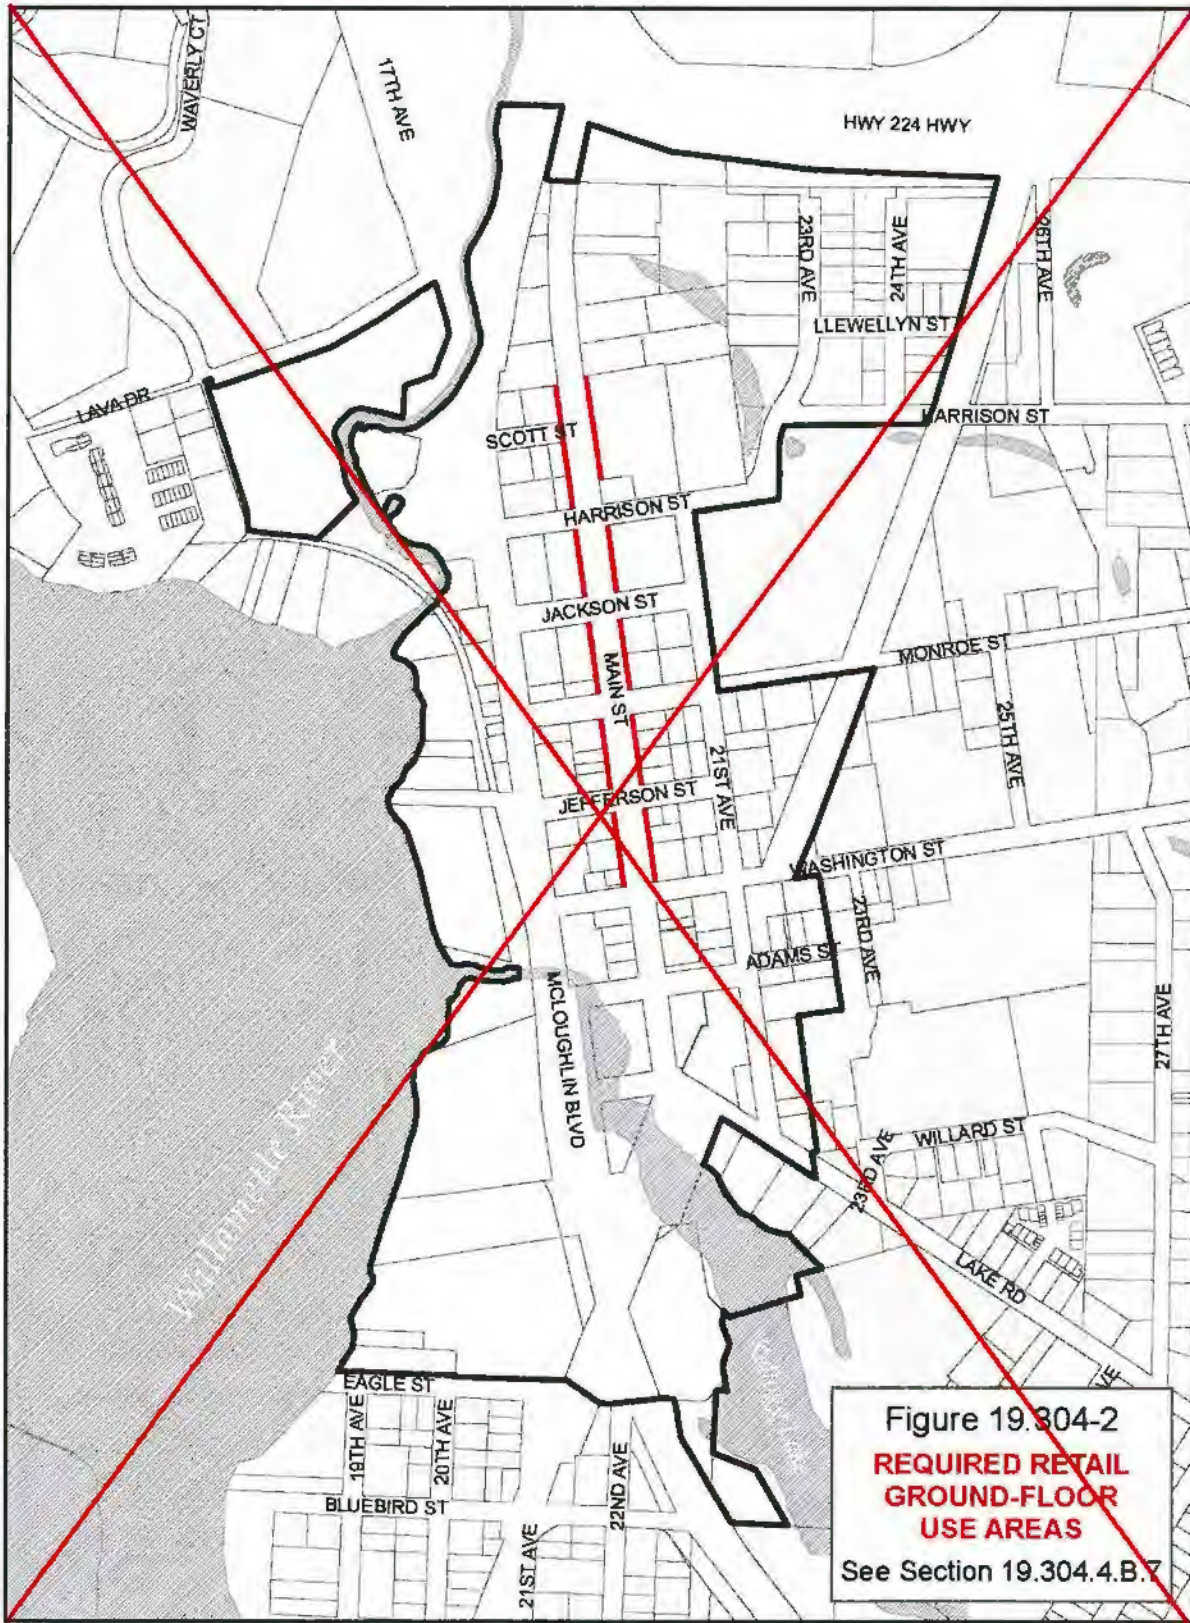 WAVERLY CT
17TH AVE
HWY 224 HWY
23RD AVE
24TH AVE
26TH AVE
LLEWELLYN ST
LAVA DR
HARRISON ST
SCOTT ST
HARRISON ST
JACKSON ST
MAIN ST
MONROE ST
25TH AVE
21ST AVE
JEFFERSON ST
WASHINGTON ST
23RD AVE
ADAMS ST
MCLOUGHLIN BLVD
27TH AVE
Willamette River
WILLARD ST
23RD AVE
LAKE RD
AVE
EAGLE ST
19TH AVE
20TH AVE
22ND AVE
BLUEBIRD ST
21ST AVE
Figure 19.304-2
REQUIRED RETAIL
GROUND-FLOOR
USE AREAS
See Section 19.304.4.B.7